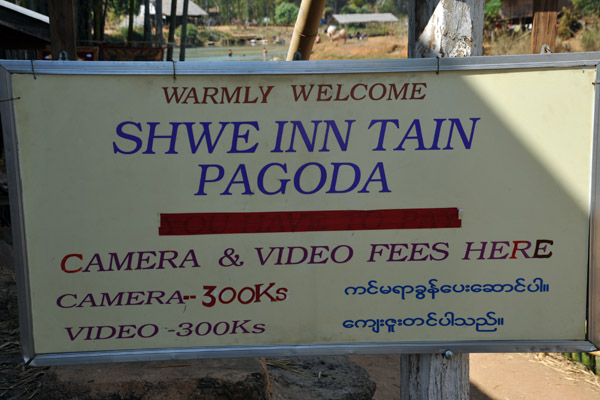 WARMLY WELCOME
SHWE INN TAIN
PAGODA
CAMERA & VIDEO FEES HERE
CAMERA--300Ks ကင်မရာခွန်ပေးဆောင်ပါ။
VIDEO -300Ks ကျေးဇူးတင်ပါသည်။